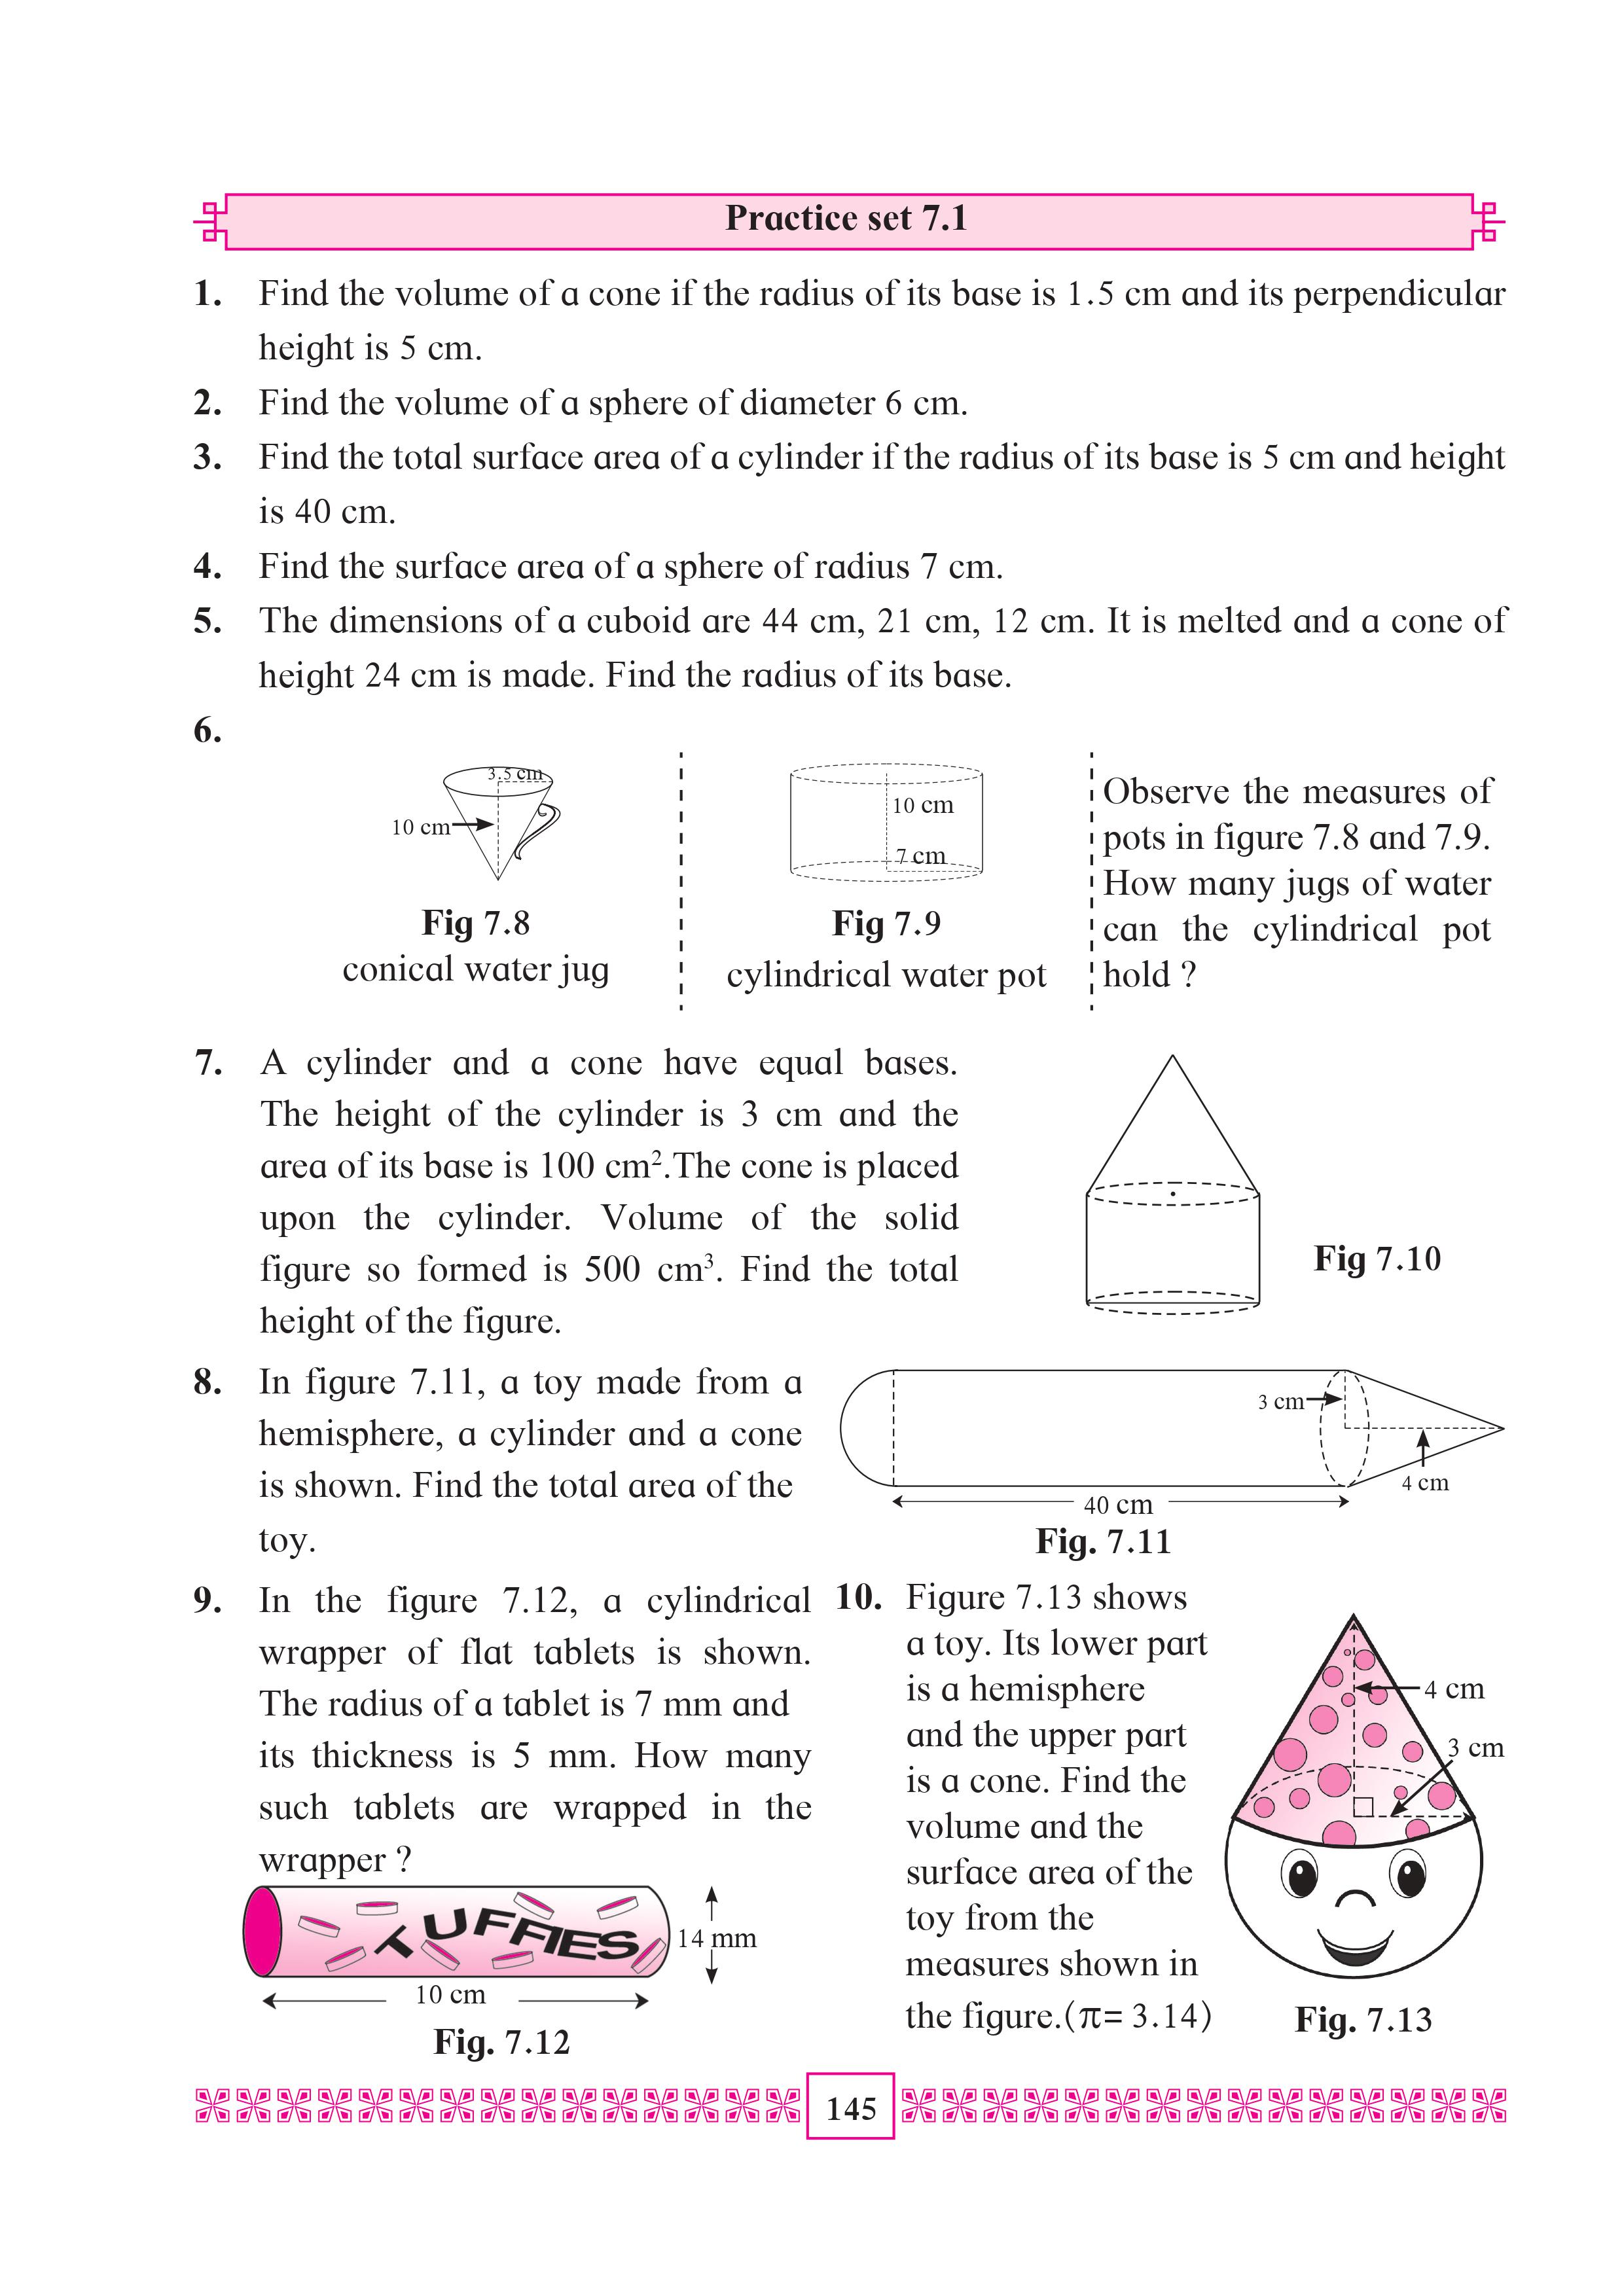 Practice set 7.1
1. Find the volume of a cone if the radius of its base is 1.5 cm and its perpendicular
height is 5 cm.
2. Find the volume of a sphere of diameter 6 cm.
3. Find the total surface area of a cylinder if the radius of its base is 5 cm and height
is 40 cm.
4. Find the surface area of a sphere of radius 7 cm.
5. The dimensions of a cuboid are 44 cm, 21 cm, 12 cm. It is melted and a cone of
height 24 cm is made. Find the radius of its base.
6.
3.5 cm
10 cm
Fig 7.8
conical water jug
10 cm
7 cm
Fig 7.9
cylindrical water pot
Observe the measures of
pots in figure 7.8 and 7.9.
How many jugs of water
can the cylindrical pot
hold ?
7. A cylinder and a cone have equal bases.
The height of the cylinder is 3 cm and the
area of its base is 100 cm².The cone is placed
upon the cylinder. Volume of the solid
figure so formed is 500 cm³. Find the total
height of the figure.
Fig 7.10
8. In figure 7.11, a toy made from a
hemisphere, a cylinder and a cone
is shown. Find the total area of the
toy.
3 cm
4 cm
40 cm
Fig. 7.11
9. In the figure 7.12, a cylindrical
wrapper of flat tablets is shown.
The radius of a tablet is 7 mm and
its thickness is 5 mm. How many
such tablets are wrapped in the
wrapper ?
TUFFIES
14 mm
10 cm
Fig. 7.12
10. Figure 7.13 shows
a toy. Its lower part
is a hemisphere
and the upper part
is a cone. Find the
volume and the
surface area of the
toy from the
measures shown in
the figure.(π= 3.14)
4 cm
3 cm
Fig. 7.13
145